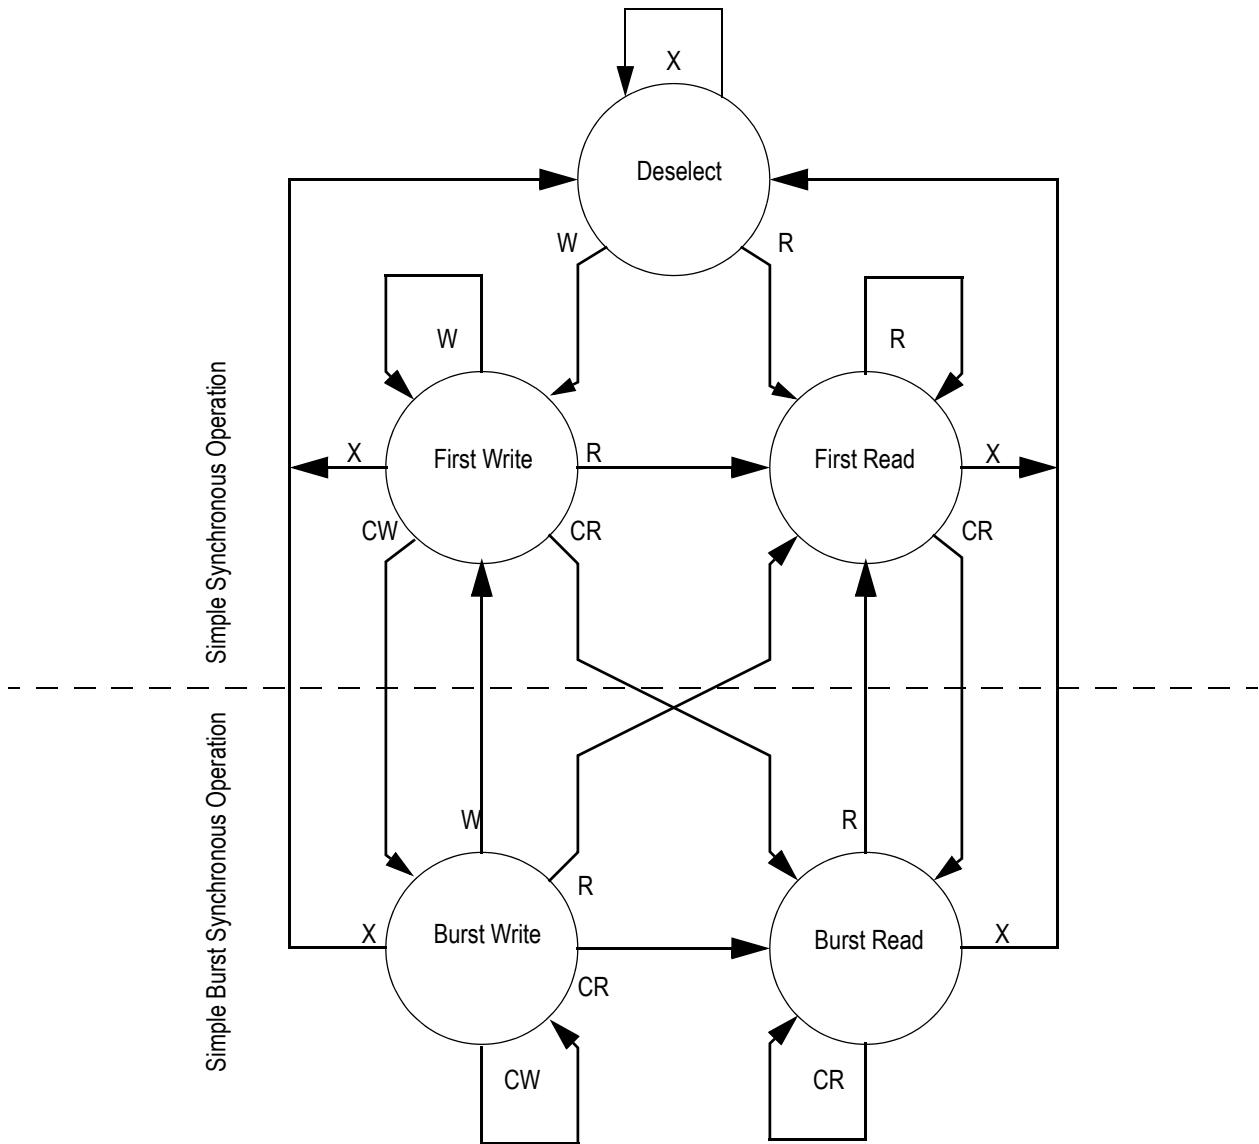 X
Deselect
W
R
W
R
Simple Synchronous Operation
X
First Write
R
First Read
X
CW
CR
CR
Simple Burst Synchronous Operation
W
R
R
X
Burst Write
Burst Read
X
CR
CW
CR